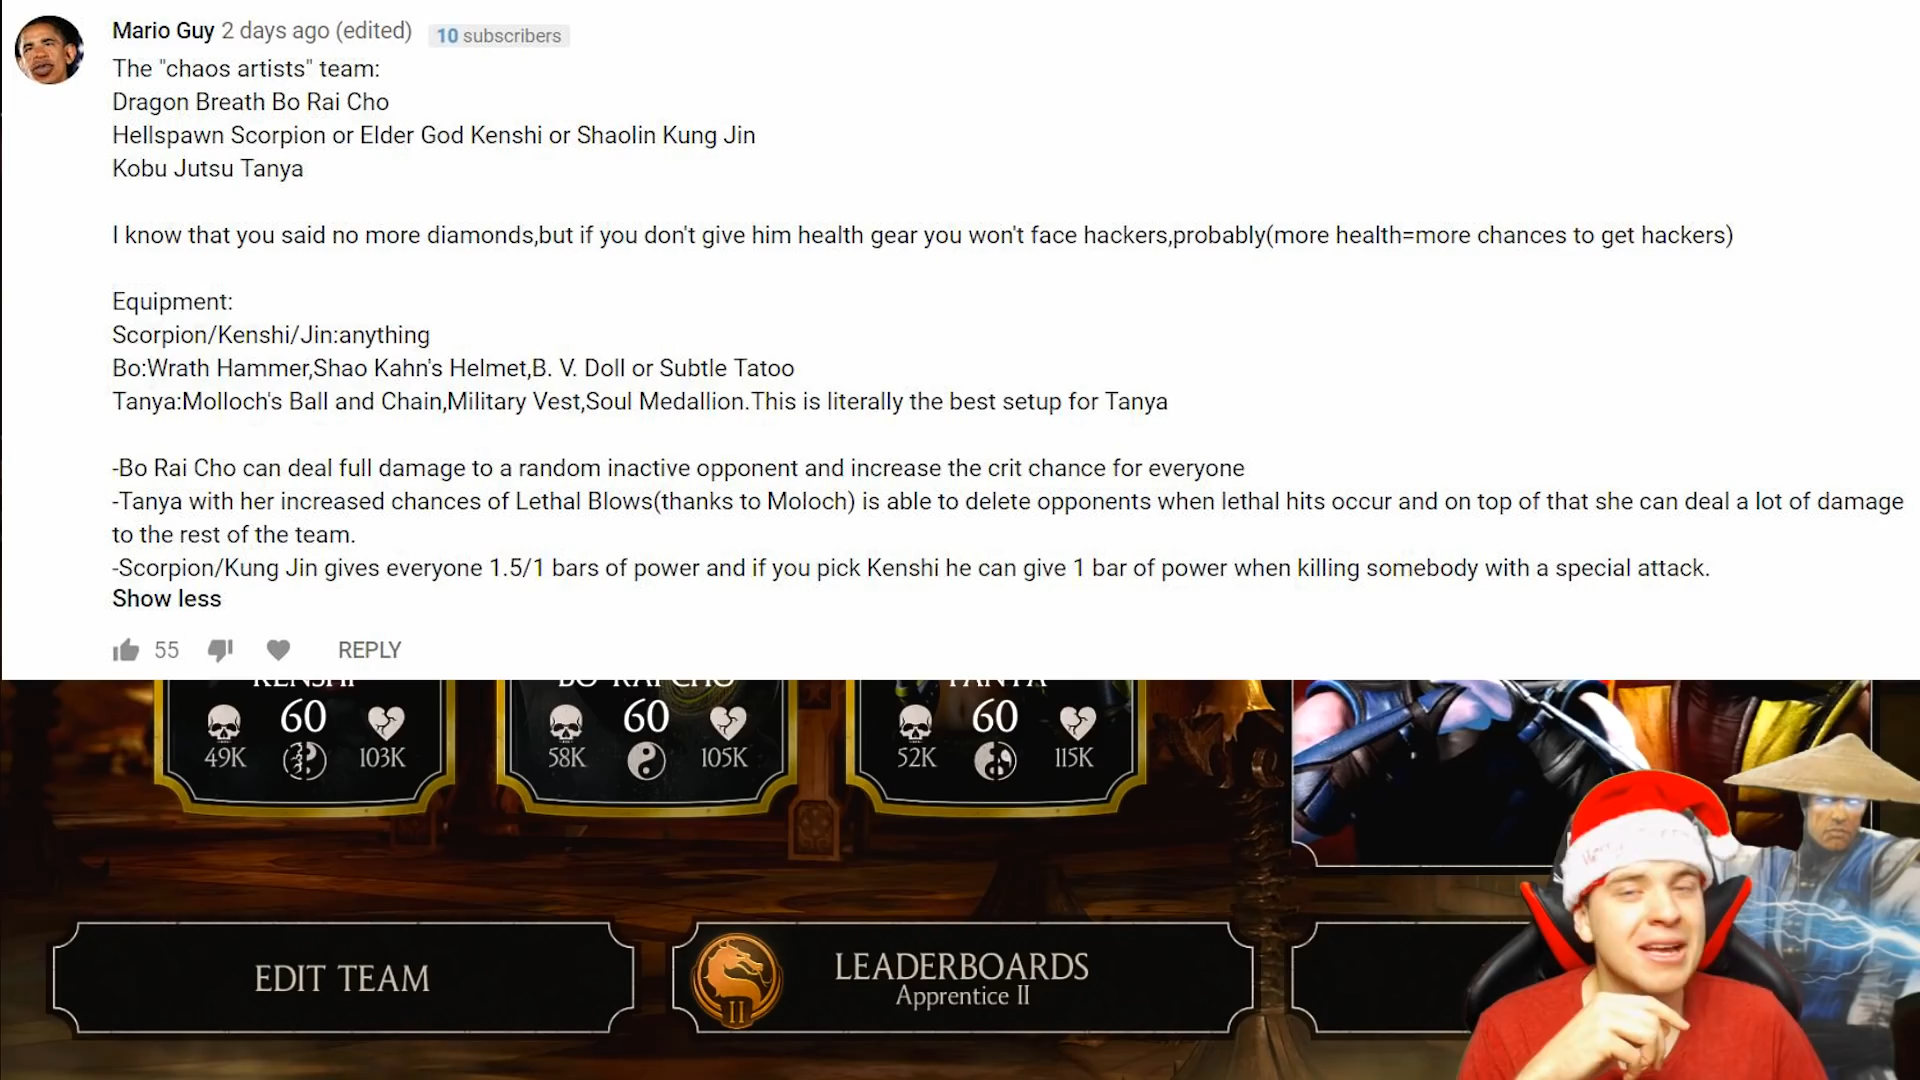 Mario Guy 2 days ago (edited) 10 subscribers
The "chaos artists" team:
Dragon Breath Bo Rai Cho
Hellspawn Scorpion or Elder God Kenshi or Shaolin Kung Jin
Kobu Jutsu Tanya
I know that you said no more diamonds,but if you don't give him health gear you won't face hackers,probably(more health=more chances to get hackers)
Equipment:
Scorpion/Kenshi/Jin:anything
Bo:Wrath Hammer,Shao Kahn's Helmet,B. V. Doll or Subtle Tatoo
Tanya:Molloch's Ball and Chain,Military Vest,Soul Medallion.This is literally the best setup for Tanya
-Bo Rai Cho can deal full damage to a random inactive opponent and increase the crit chance for everyone
-Tanya with her increased chances of Lethal Blows(thanks to Moloch) is able to delete opponents when lethal hits occur and on top of that she can deal a lot of damage
to the rest of the team.
-Scorpion/Kung Jin gives everyone 1.5/1 bars of power and if you pick Kenshi he can give 1 bar of power when killing somebody with a special attack.
Show less
55 REPLY
KENSHI BO RAI CHO TANYA
60 60 60
49K 103K 58K 105K 52K 115K
EDIT TEAM
LEADERBOARDS
Apprentice II
II